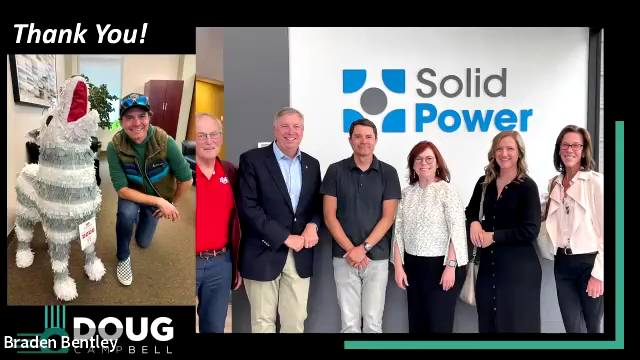 Thank You!
Solid
Power
DOUG
CAMPBELL
Braden Bentley